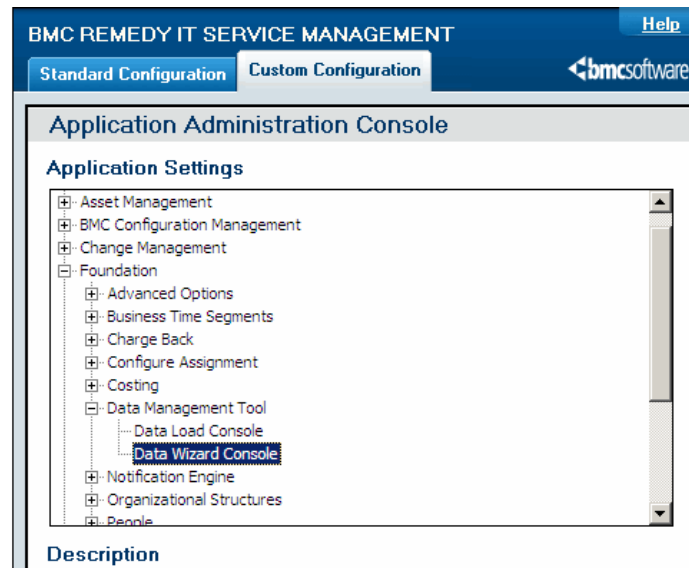 Help
BMC REMEDY IT SERVICE MANAGEMENT
Standard Configuration
Custom Configuration
bmcsoftware
Application Administration Console
Application Settings
Asset Management
BMC Configuration Management
Change Management
Foundation
Advanced Options
Business Time Segments
Charge Back
Configure Assignment
Costing
Data Management Tool
Data Load Console
Data Wizard Console
Notification Engine
Organizational Structures
People
Description